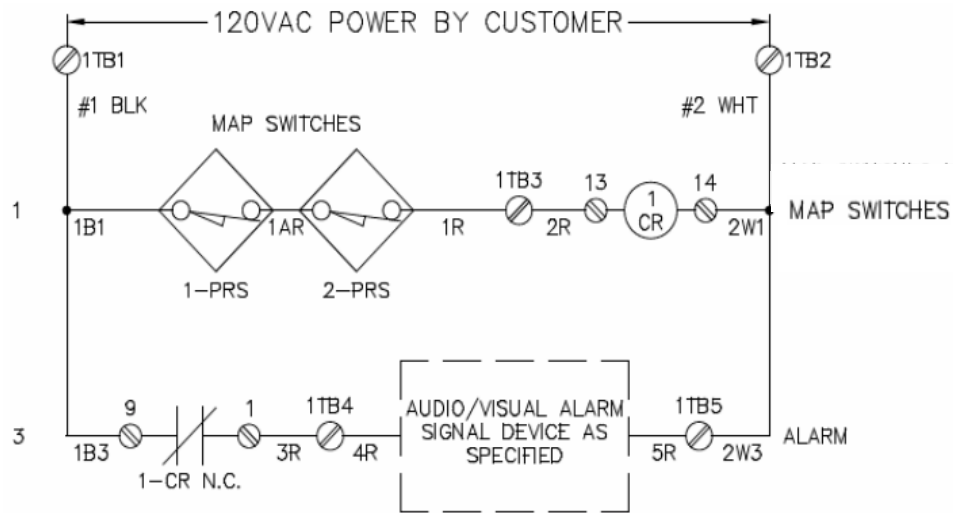 120VAC POWER BY CUSTOMER
1TB1
1TB2
#1 BLK
#2 WHT
MAP SWITCHES
1TB3
13
14
1
1
CR
MAP SWITCHES
1B1
1AR
1R
2R
2W1
1-PRS
2-PRS
9
1
1TB4
AUDIO/VISUAL ALARM
SIGNAL DEVICE AS
SPECIFIED
1TB5
3
ALARM
1B3
3R
4R
5R
2W3
1-CR N.C.